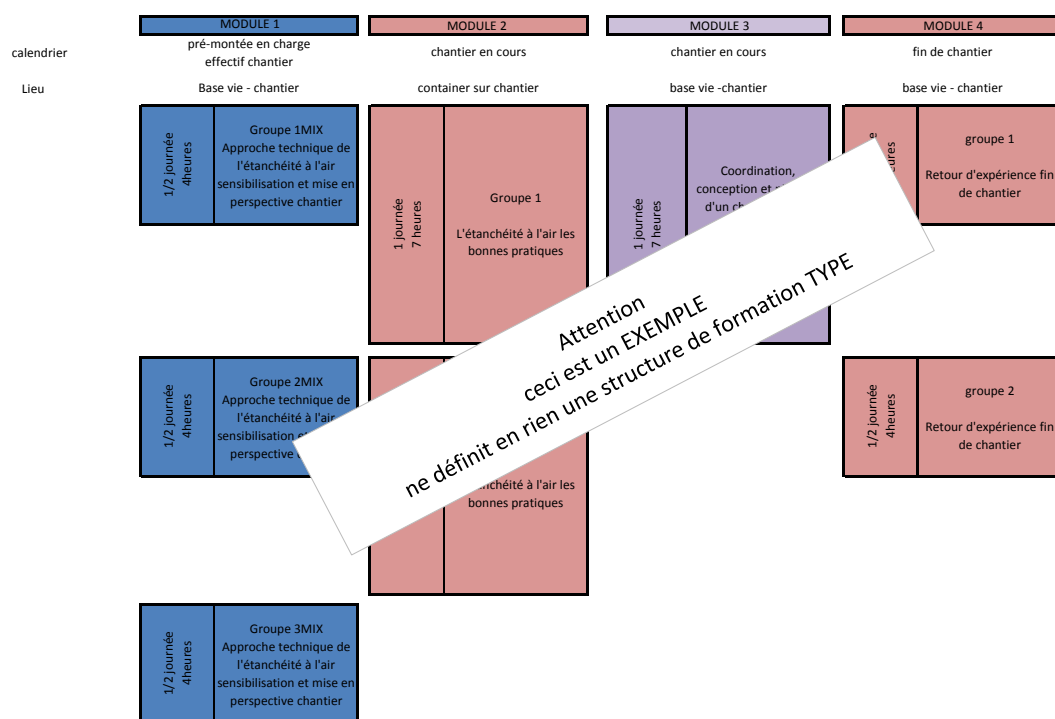 MODULE 1
MODULE 2
MODULE 3
MODULE 4
calendrier
pré-montée en charge
effectif chantier
chantier en cours
chantier en cours
fin de chantier
Lieu
Base vie - chantier
container sur chantier
base vie -chantier
base vie - chantier
1/2 journée
4heures
Groupe 1MIX
Approche technique de
l'étanchéité à l'air
sensibilisation et mise en
perspective chantier
1 journée
7 heures
Groupe 1
L'étanchéité à l'air les
bonnes pratiques
1 journée
7 heures
Coordination,
conception et
d'un
groupe 1
Retour d'expérience fin
de chantier
Attention
ceci est un EXEMPLE
ne définit en rien une structure de formation TYPE
1/2 journée
4heures
Groupe 2MIX
Approche technique de
l'étanchéité à l'air
sensibilisation
perspective
à l'air les
bonnes pratiques
1/2 journée
4heures
groupe 2
Retour d'expérience fin
de chantier
1/2 journée
4heures
Groupe 3MIX
Approche technique de
l'étanchéité à l'air
sensibilisation et mise en
perspective chantier